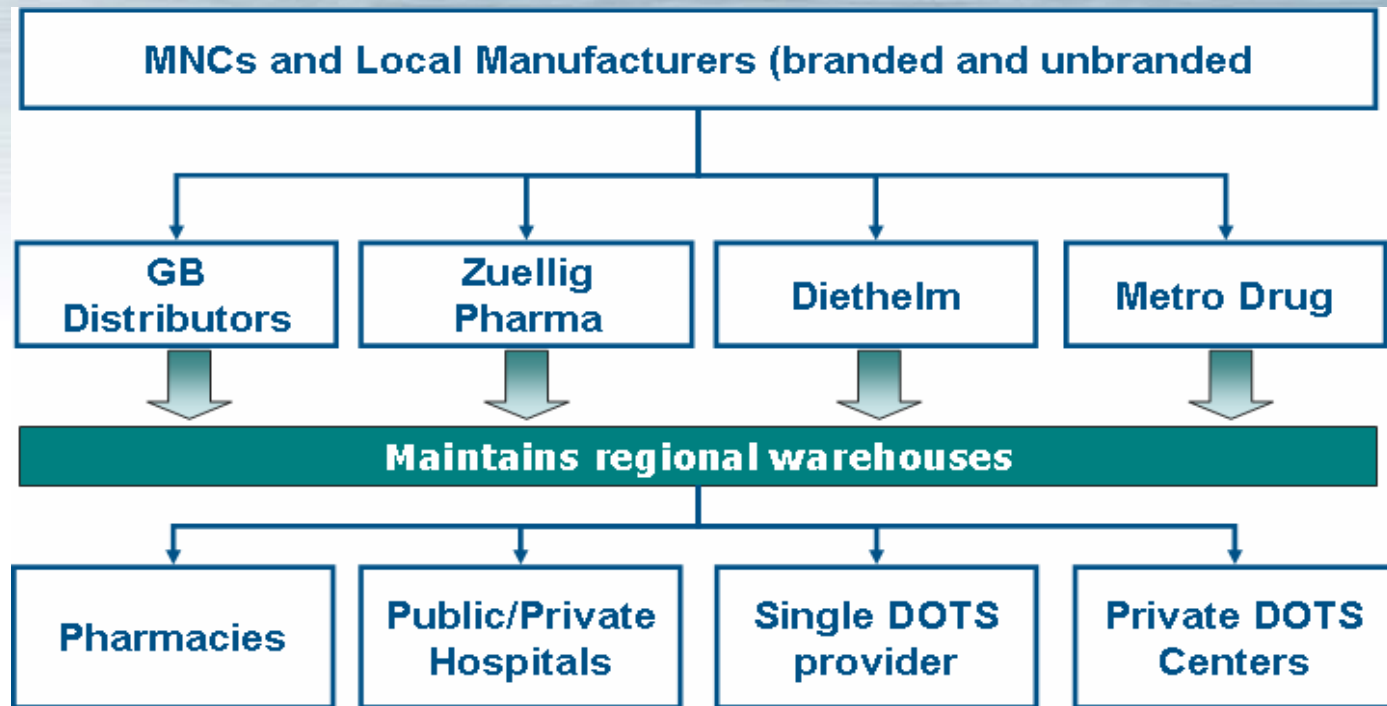 MNCs and Local Manufacturers (branded and unbranded
GB
Distributors
Zuellig
Pharma
Diethelm
Metro Drug
Maintains regional warehouses
Pharmacies
Public/Private
Hospitals
Single DOTS
provider
Private DOTS
Centers